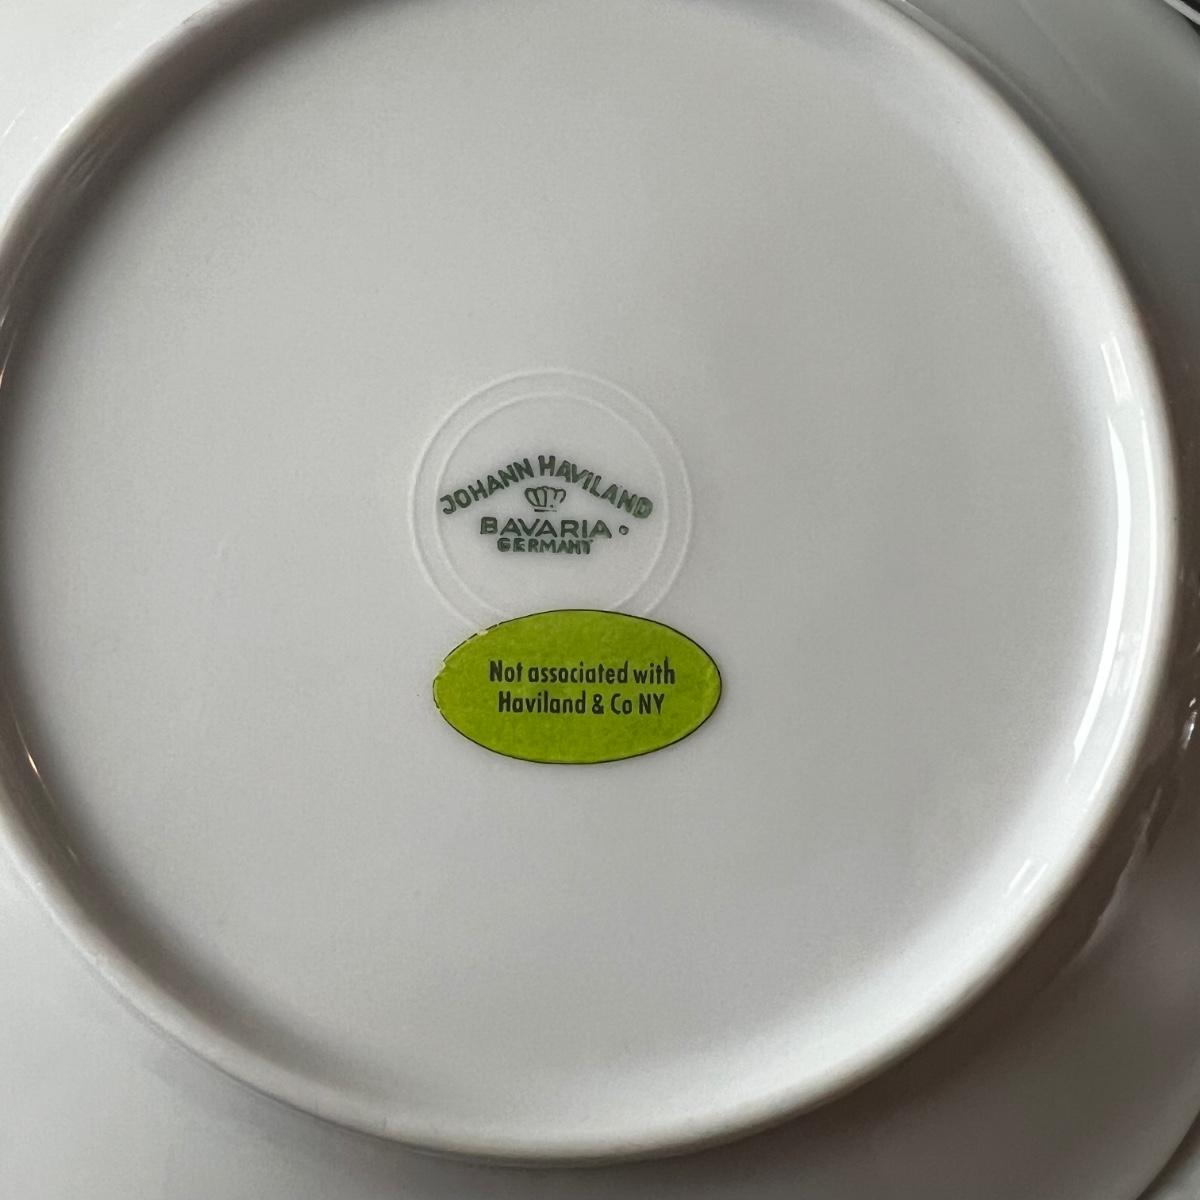 JOHANN HAVILAND
BAVARIA
GERMANY
Not associated with
Haviland & Co NY